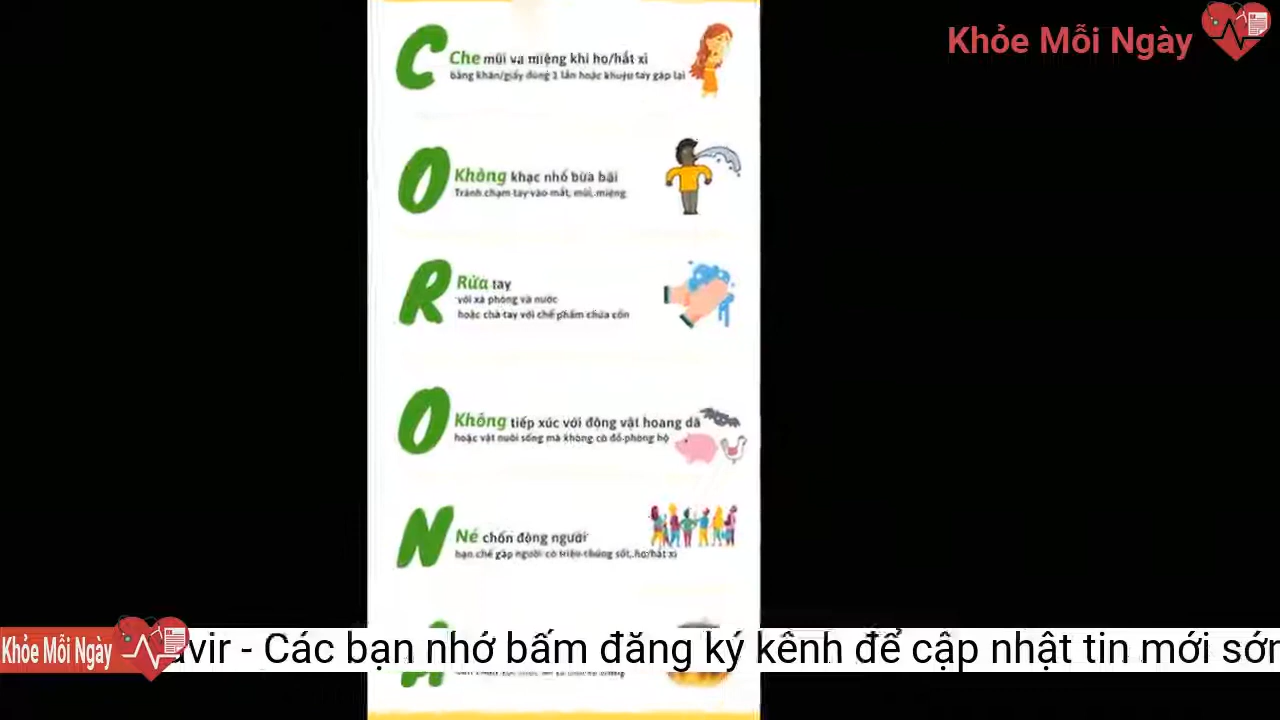 Khỏe Mỗi Ngày
C
Che mũi và miệng khi ho/hắt xì
bằng khăn/giấy dùng 1 lần hoặc khuỷu tay gập lại
O
Không khạc nhổ bừa bãi
Tránh chạm tay vào mắt, mũi, miệng
R
Rửa tay
với xà phòng và nước
hoặc chà tay với chế phẩm chứa cồn
O
Không tiếp xúc với động vật hoang dã
hoặc vật nuôi sống mà không có đồ phòng hộ
N
Né chốn đông người
hạn chế gặp người có triệu chứng sốt, ho/hắt xì
A
Khỏe Mỗi Ngày
avir - Các bạn nhớ bấm đăng ký kênh để cập nhật tin mới sớn